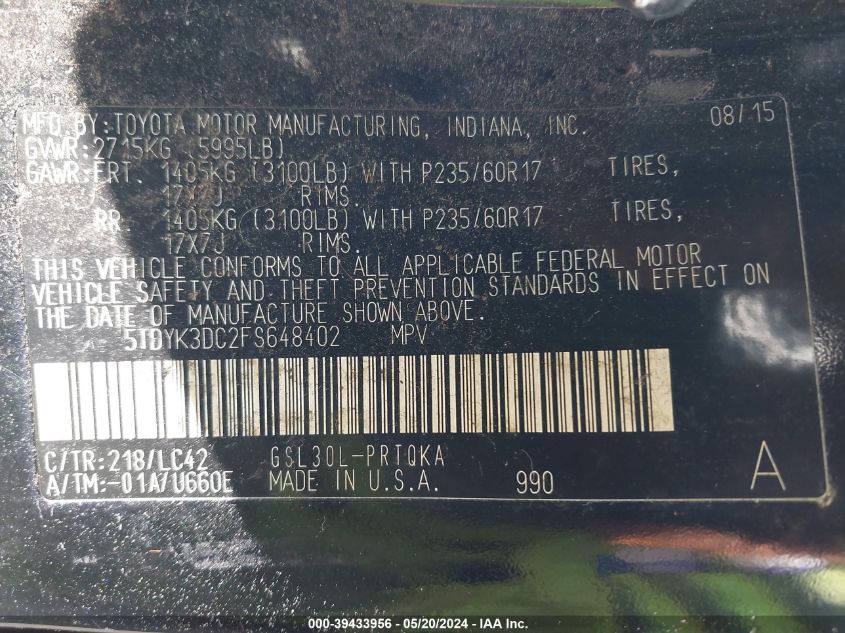 MFD.BY:TOYOTA MOTOR MANUFACTURING, INDIANA, INC. 08/15
GVWR:2715KG (5995LB)
GAWR:FRT. 1405KG (3100LB) WITH P235/60R17 TIRES,
17X7J RIMS.
RR. 1405KG (3100LB) WITH P235/60R17 TIRES,
17X7J RIMS.
THIS VEHICLE CONFORMS TO ALL APPLICABLE FEDERAL MOTOR
VEHICLE SAFETY AND THEFT PREVENTION STANDARDS IN EFFECT ON
THE DATE OF MANUFACTURE SHOWN ABOVE.
5TDYK3DC2FS648402 MPV
C/TR:218/LC42 GSL30L-PRTQKA
A/TM:-01A/U660E MADE IN U.S.A. 990 A
000-39433956 - 05/20/2024 - IAA Inc.